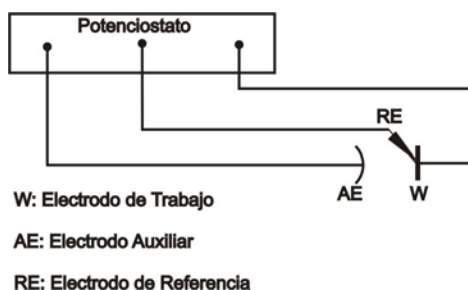 Potenciostato
RE
AE
W
W: Electrodo de Trabajo
AE: Electrodo Auxiliar
RE: Electrodo de Referencia